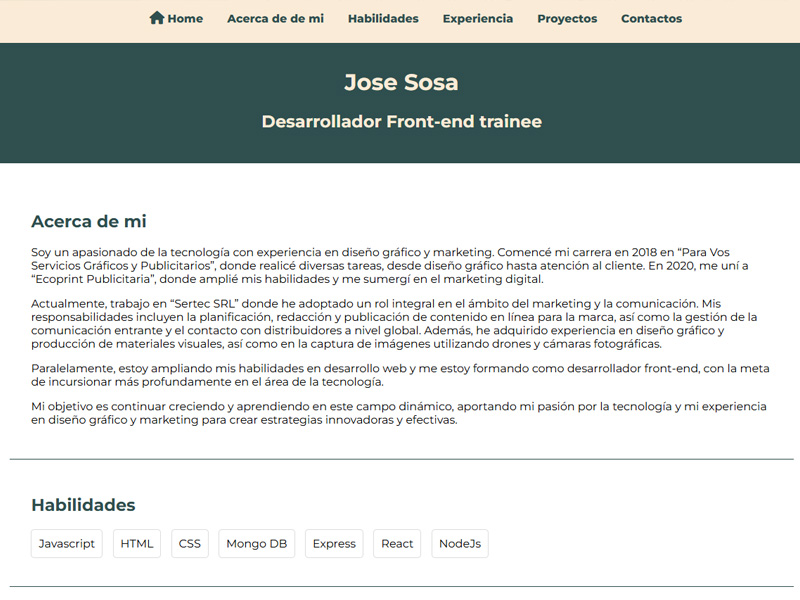 Home Acerca de de mi Habilidades Experiencia Proyectos Contactos
Jose Sosa
Desarrollador Front-end trainee
Acerca de mi
Soy un apasionado de la tecnología con experiencia en diseño gráfico y marketing. Comencé mi carrera en 2018 en “Para Vos
Servicios Gráficos y Publicitarios”, donde realicé diversas tareas, desde diseño gráfico hasta atención al cliente. En 2020, me uní a
“Ecoprint Publicitaria”, donde amplié mis habilidades y me sumergí en el marketing digital.
Actualmente, trabajo en “Sertec SRL” donde he adoptado un rol integral en el ámbito del marketing y la comunicación. Mis
responsabilidades incluyen la planificación, redacción y publicación de contenido en línea para la marca, así como la gestión de la
comunicación entrante y el contacto con distribuidores a nivel global. Además, he adquirido experiencia en diseño gráfico y
producción de materiales visuales, así como en la captura de imágenes utilizando drones y cámaras fotográficas.
Paralelamente, estoy ampliando mis habilidades en desarrollo web y me estoy formando como desarrollador front-end, con la meta
de incursionar más profundamente en el área de la tecnología.
Mi objetivo es continuar creciendo y aprendiendo en este campo dinámico, aportando mi pasión por la tecnología y mi experiencia
en diseño gráfico y marketing para crear estrategias innovadoras y efectivas.
Habilidades
Javascript HTML CSS Mongo DB Express React NodeJs